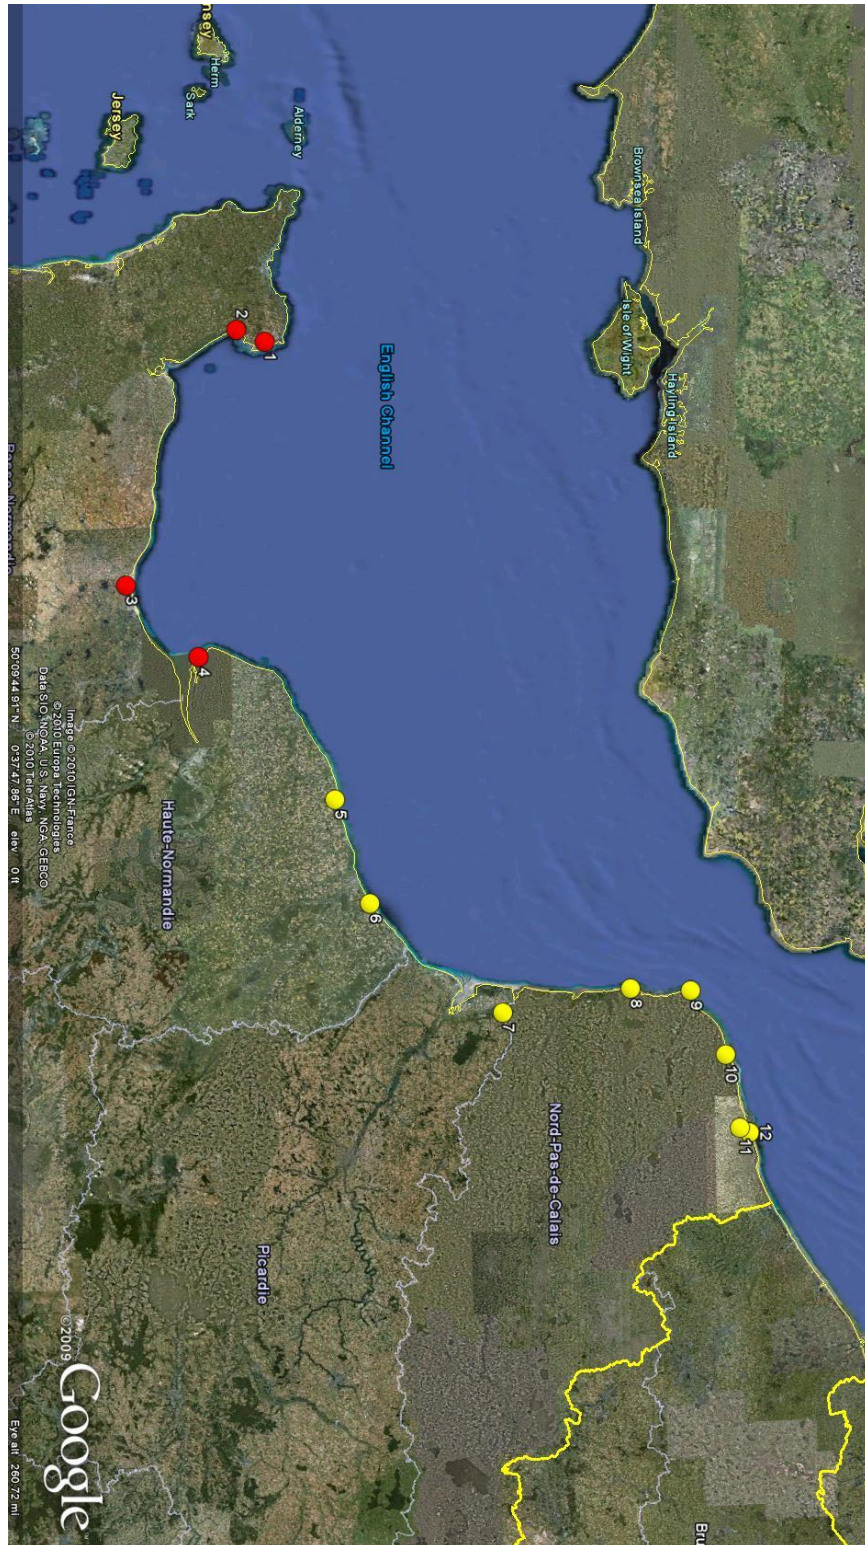 nsey
Herm
Sark
Jersey
Alderney
Brownsea Island
Isle of Wight
Hayling Island
English Channel
2
1
3
4
5
6
7
8
9
10
11
12
Haute-Normandie
Nord-Pas-de-Calais
Picardie
Bru
Image © 2010 IGN-France
© 2010 Europa Technologies
Data SIO, NOAA, U.S. Navy, NGA, GEBCO
© 2010 Tele Atlas
50°09'44.91" N 0°37'47.86" E elev 0 ft
©2009 Google
Eye alt 260.72 mi